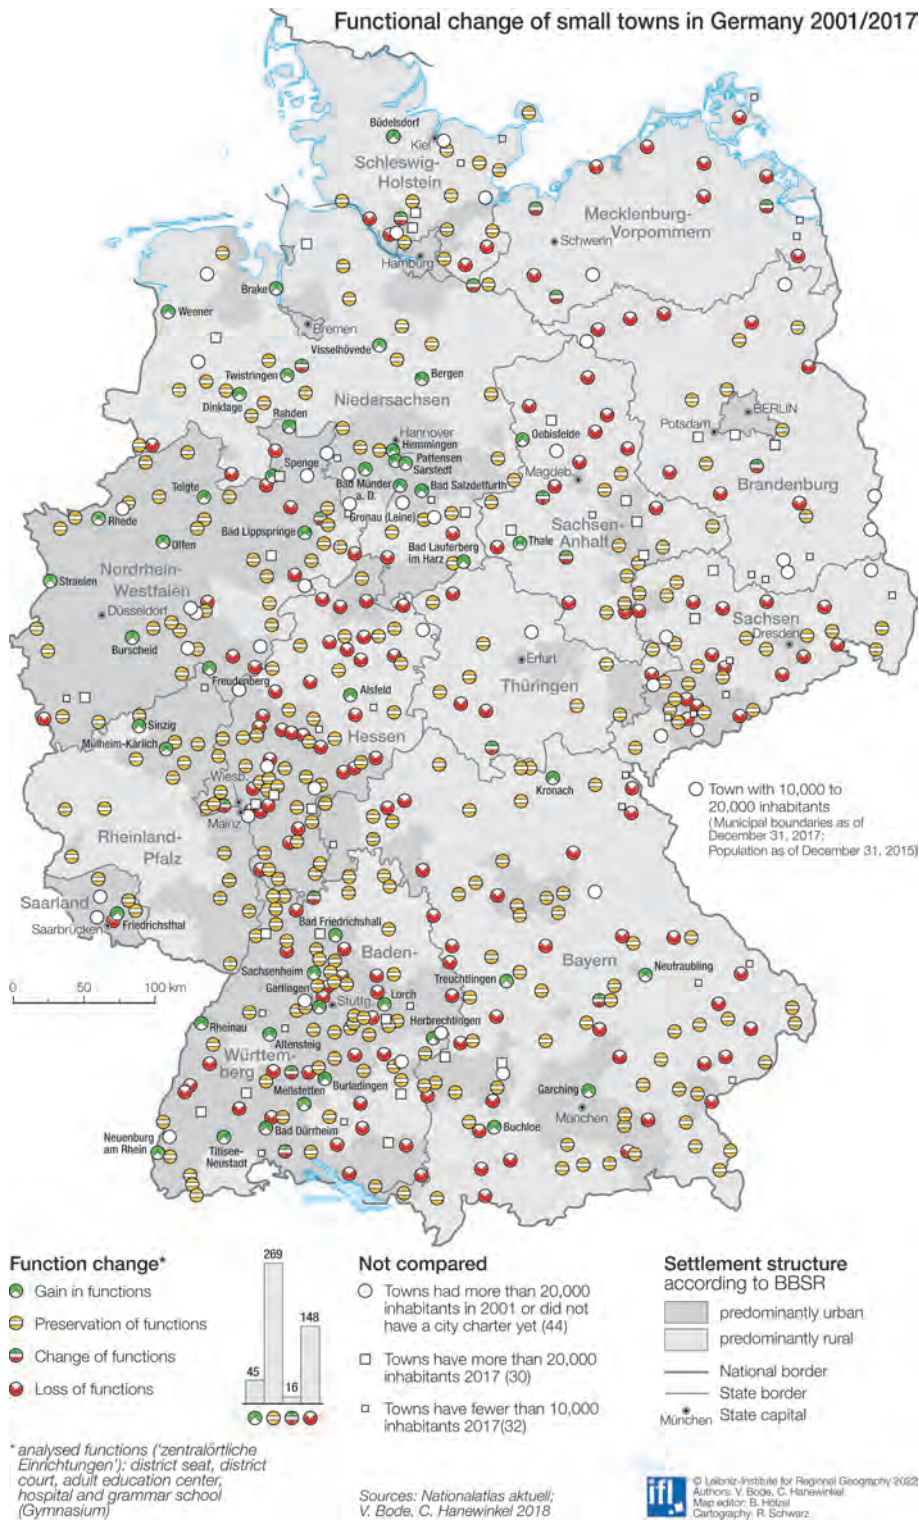 Functional change of small towns in Germany 2001/2017
Büdelsdorf
Kiel
Schleswig-
Holstein
Mecklenburg-
Vorpommern
Schwerin
Hamburg
Brake
Weener
Bremen
Visselhövede
Twistringen
Bergen
Dinklage
Niedersachsen
Rahden
BERLIN
Potsdam
Hannover
Hemmingen
Oebisfelde
Pattensen
Spenge
Sarstedt
Magdeb.
Bad Münder
a. D.
Bad Salzdetfurth
Brandenburg
Telgte
Rhede
Gronau (Leine)
Sachsen-
Anhalt
Bad Lippspringe
Olfen
Thale
Bad Lauterberg
im Harz
Nordrhein-
Westfalen
Straelen
Düsseldorf
Sachsen
Dresden
Burscheid
Erfurt
Freudenberg
Thüringen
Alsfeld
Sinzig
Hessen
Mülheim-Kärlich
Wiesb.
Kronach
Mainz
Town with 10,000 to
20,000 inhabitants
(Municipal boundaries as of
December 31, 2017;
Population as of December 31, 2015)
Rheinland-
Pfalz
Saarland
Saarbrücken
Friedrichsthal
Bad Friedrichshall
Baden-
Bayern
Sachsenheim
Treuchtlingen
Neutraubling
Gerlingen
Stuttg.
Lorch
0 50 100 km
Rheinau
Herbrechtingen
Altensteig
Württem-
berg
Burladingen
Meßstetten
Garching
München
Bad Dürrheim
Buchloe
Neuenburg
am Rhein
Titisee-
Neustadt
Function change*
Gain in functions
Preservation of functions
Change of functions
Loss of functions
269
148
45
16
* analysed functions ('zentralörtliche
Einrichtungen'): district seat, district
court, adult education center,
hospital and grammar school
(Gymnasium)
Not compared
Towns had more than 20,000
inhabitants in 2001 or did not
have a city charter yet (44)
Towns have more than 20,000
inhabitants 2017 (30)
Towns have fewer than 10,000
inhabitants 2017(32)
Sources: Nationalatlas aktuell;
V. Bode, C. Hanewinkel 2018
Settlement structure
according to BBSR
predominantly urban
predominantly rural
National border
State border
München State capital
ifl
© Leibniz-Institute for Regional Geography 2022
Authors: V. Bode, C. Hanewinkel
Map editor: B. Hölzel
Cartography: R. Schwarz